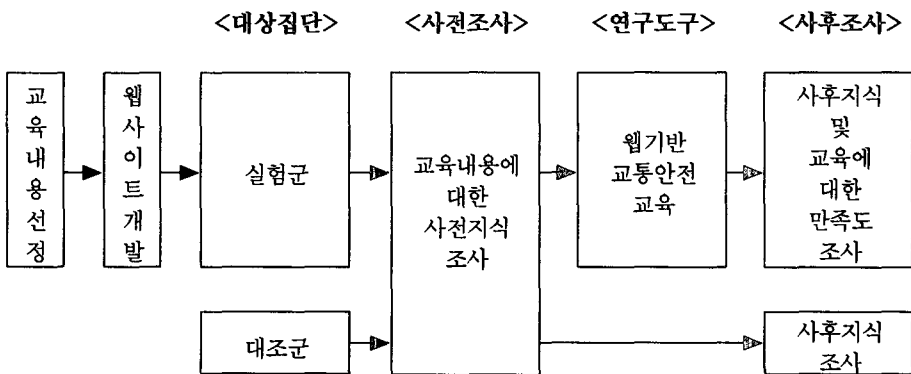 <대상집단> <사전조사> <연구도구> <사후조사>
교육내용선정
웹사이트개발
실험군
교육내용에
대한
사전지식
조사
웹기반
교통안전
교육
사후지식
및
교육에
대한
만족도
조사
대조군
사후지식
조사